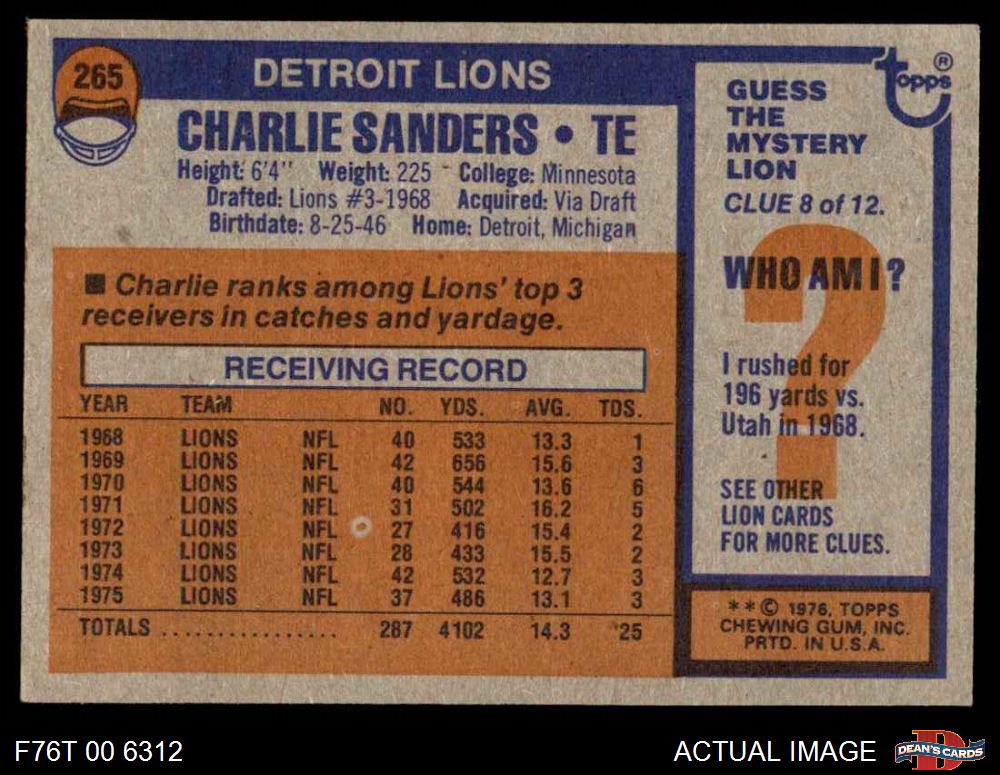 265
DETROIT LIONS
CHARLIE SANDERS • TE
Height: 6'4'' Weight: 225 - College: Minnesota
Drafted: Lions #3-1968 Acquired: Via Draft
Birthdate: 8-25-46 Home: Detroit, Michigan
■ Charlie ranks among Lions' top 3
receivers in catches and yardage.
RECEIVING RECORD
YEAR TEAM NO. YDS. AVG. TDS.
1968 LIONS NFL 40 533 13.3 1
1969 LIONS NFL 42 656 15.6 3
1970 LIONS NFL 40 544 13.6 6
1971 LIONS NFL 31 502 16.2 5
1972 LIONS NFL 27 416 15.4 2
1973 LIONS NFL 28 433 15.5 2
1974 LIONS NFL 42 532 12.7 3
1975 LIONS NFL 37 486 13.1 3
TOTALS ................ 287 4102 14.3 25
topps ®
GUESS
THE
MYSTERY
LION
CLUE 8 of 12.
?
WHO AM I?
I rushed for
196 yards vs.
Utah in 1968.
SEE OTHER
LION CARDS
FOR MORE CLUES.
* * © 1976, TOPPS
CHEWING GUM, INC.
PRTD. IN U.S.A.
F76T 00 6312
ACTUAL IMAGE
D
DEAN'S CARDS